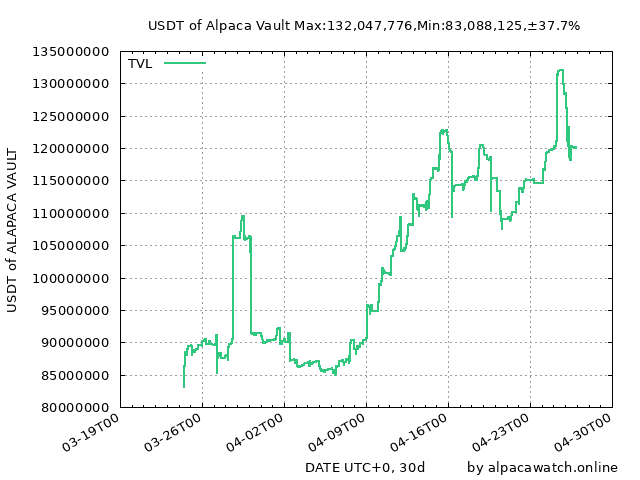 USDT of Alpaca Vault Max:132,047,776,Min:83,088,125,±37.7%
TVL
135000000
130000000
125000000
120000000
115000000
110000000
105000000
100000000
95000000
90000000
85000000
80000000
USDT of ALAPACA VAULT
03-19T00
03-26T00
04-02T00
04-09T00
04-16T00
04-23T00
04-30T00
DATE UTC+0, 30d
by alpacawatch.online